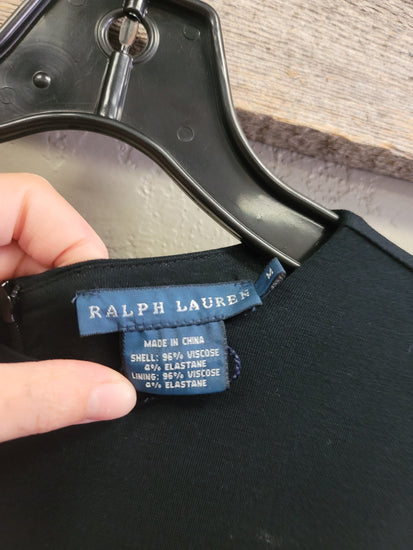 RALPH LAUREN
M
MADE IN CHINA
SHELL: 96% VISCOSE
4% ELASTANE
LINING: 96% VISCOSE
4% ELASTANE